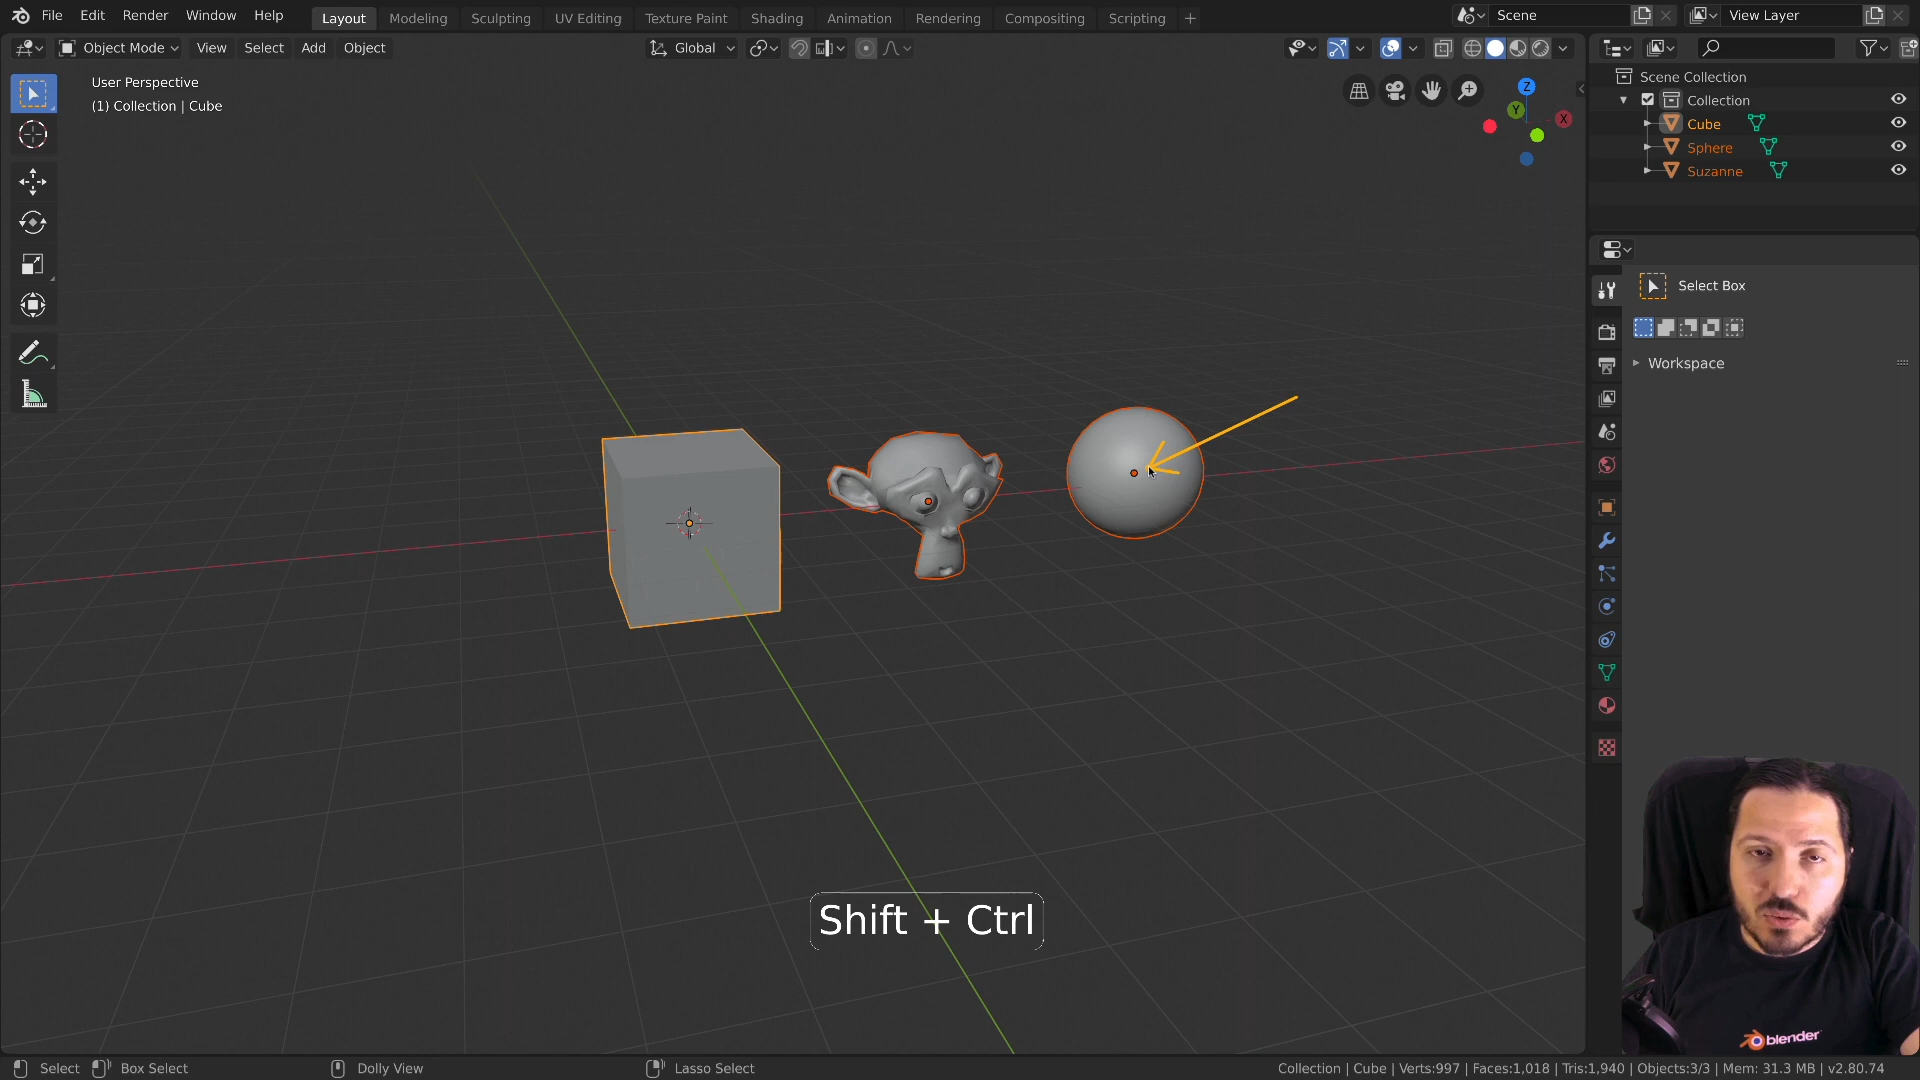 File Edit Render Window Help
Layout Modeling Sculpting UV Editing Texture Paint Shading Animation Rendering Compositing Scripting +
Scene
View Layer
Object Mode View Select Add Object
Global
User Perspective
(1) Collection | Cube
Z
Y
X
Scene Collection
Collection
Cube
Sphere
Suzanne
Select Box
Workspace
Shift + Ctrl
blender
Select Box Select Dolly View Lasso Select
Collection | Cube | Verts:997 | Faces:1,018 | Tris:1,940 | Objects:3/3 | Mem: 31.3 MB | v2.80.74